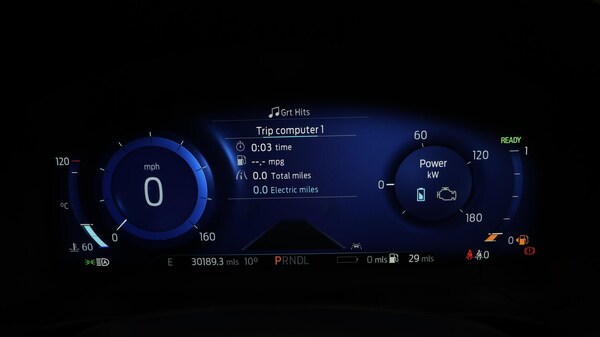 Grt Hits
Trip computer 1
0:03 time
--.- mpg
0.0 Total miles
0.0 Electric miles
mph
0
0
160
120
°C
60
60
120
Power
kW
0
180
READY
1
0
E 30189.3 mls 10° PRNDL 0 mls 29 mls